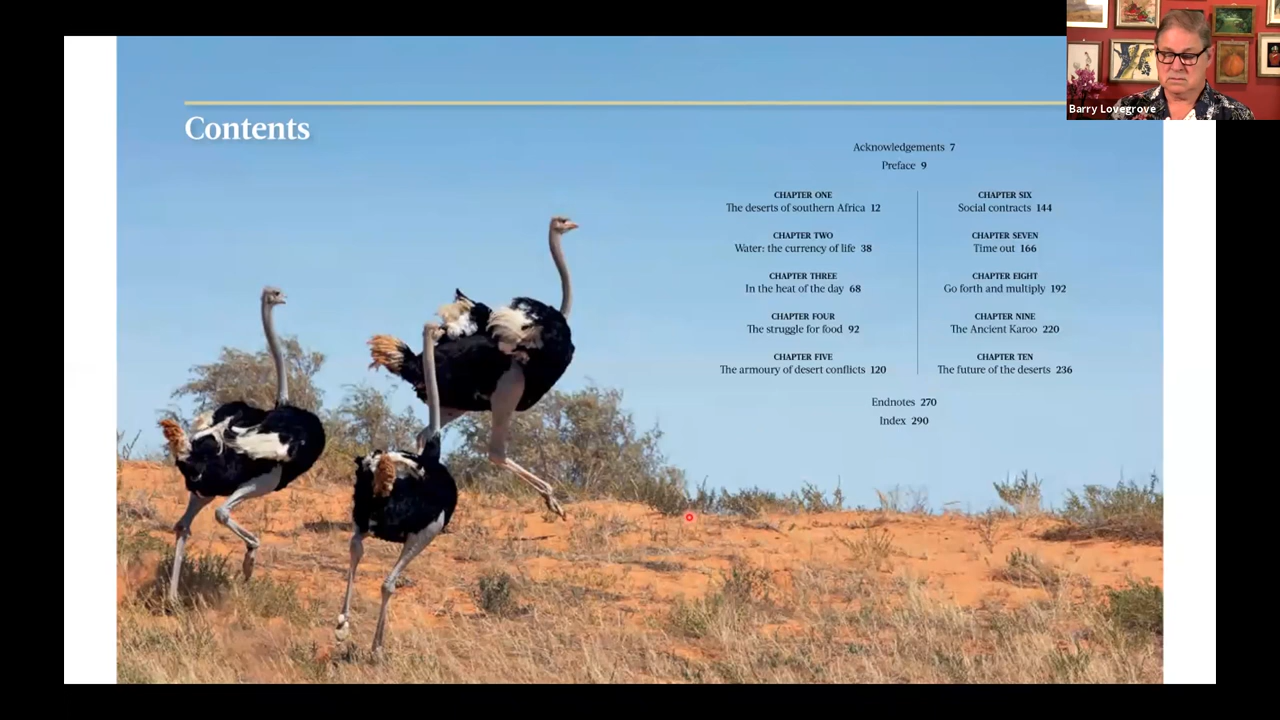 Barry Lovegrove
Contents
Acknowledgements 7
Preface 9
CHAPTER ONE
The deserts of southern Africa 12
CHAPTER TWO
Water: the currency of life 38
CHAPTER THREE
In the heat of the day 68
CHAPTER FOUR
The struggle for food 92
CHAPTER FIVE
The armoury of desert conflicts 120
CHAPTER SIX
Social contracts 144
CHAPTER SEVEN
Time out 166
CHAPTER EIGHT
Go forth and multiply 192
CHAPTER NINE
The Ancient Karoo 220
CHAPTER TEN
The future of the deserts 236
Endnotes 270
Index 290